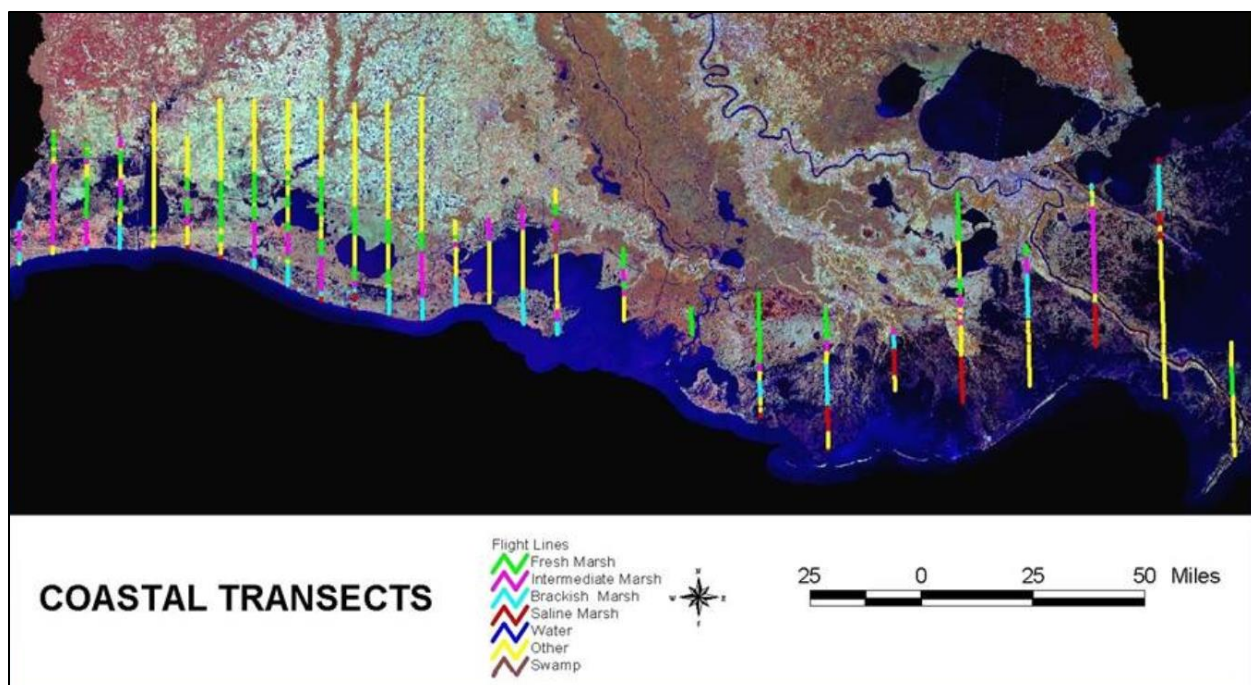 COASTAL TRANSECTS
Flight Lines
Fresh Marsh
Intermediate Marsh
Brackish Marsh
Saline Marsh
Water
Other
Swamp
N
W
E
25 0 25 50 Miles